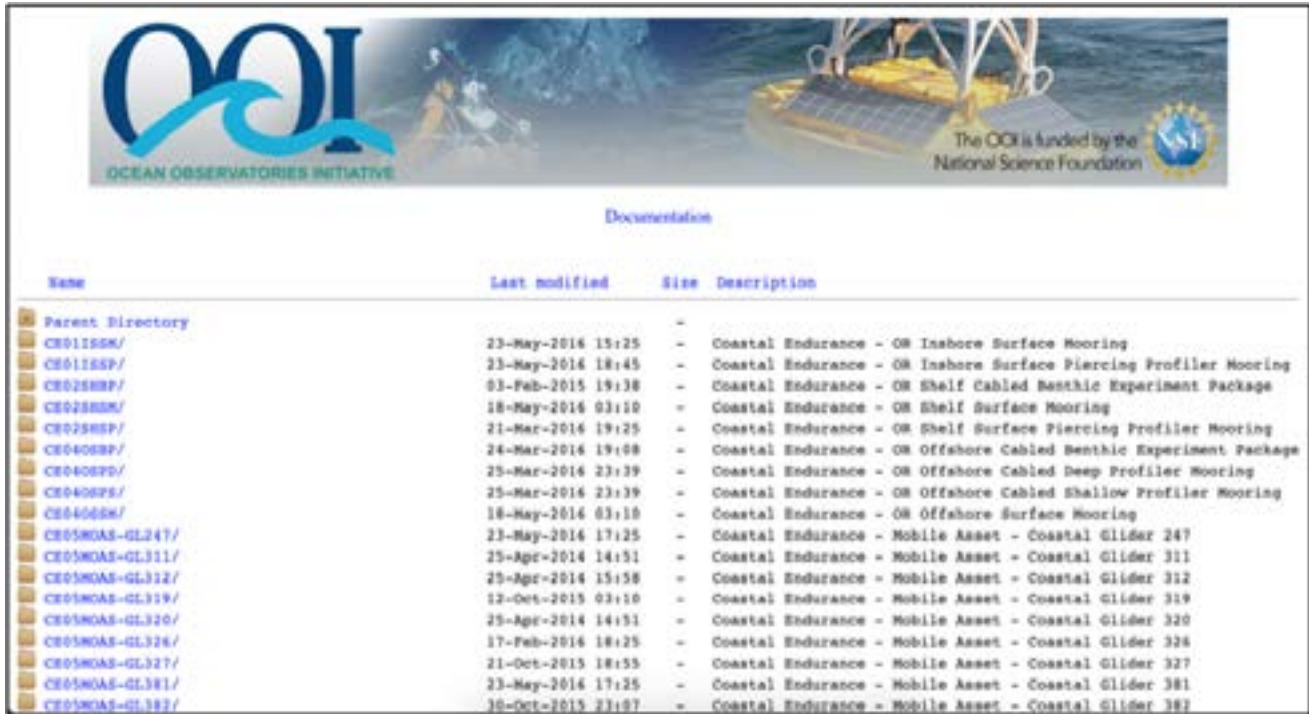 OOI
OCEAN OBSERVATORIES INITIATIVE
The OOI is funded by the
National Science Foundation
NSF
Documentation
Name Last modified Size Description
Parent Directory -
CE01ISSM/ 23-May-2016 15:25 - Coastal Endurance - OR Inshore Surface Mooring
CE01ISSP/ 23-May-2016 18:45 - Coastal Endurance - OR Inshore Surface Piercing Profiler Mooring
CE02SHBP/ 03-Feb-2015 19:38 - Coastal Endurance - OR Shelf Cabled Benthic Experiment Package
CE02SHSM/ 18-May-2016 03:10 - Coastal Endurance - OR Shelf Surface Mooring
CE02SHSP/ 21-Mar-2016 19:25 - Coastal Endurance - OR Shelf Surface Piercing Profiler Mooring
CE04OSBP/ 24-Mar-2016 19:08 - Coastal Endurance - OR Offshore Cabled Benthic Experiment Package
CE04OSPD/ 25-Mar-2016 23:39 - Coastal Endurance - OR Offshore Cabled Deep Profiler Mooring
CE04OSPS/ 25-Mar-2016 23:39 - Coastal Endurance - OR Offshore Cabled Shallow Profiler Mooring
CE04OSSM/ 18-May-2016 03:10 - Coastal Endurance - OR Offshore Surface Mooring
CE05MOAS-GL247/ 23-May-2016 17:25 - Coastal Endurance - Mobile Asset - Coastal Glider 247
CE05MOAS-GL311/ 25-Apr-2014 14:51 - Coastal Endurance - Mobile Asset - Coastal Glider 311
CE05MOAS-GL312/ 25-Apr-2014 15:58 - Coastal Endurance - Mobile Asset - Coastal Glider 312
CE05MOAS-GL319/ 12-Oct-2015 03:10 - Coastal Endurance - Mobile Asset - Coastal Glider 319
CE05MOAS-GL320/ 25-Apr-2014 14:51 - Coastal Endurance - Mobile Asset - Coastal Glider 320
CE05MOAS-GL326/ 17-Feb-2016 18:25 - Coastal Endurance - Mobile Asset - Coastal Glider 326
CE05MOAS-GL327/ 21-Oct-2015 18:55 - Coastal Endurance - Mobile Asset - Coastal Glider 327
CE05MOAS-GL381/ 23-May-2016 17:25 - Coastal Endurance - Mobile Asset - Coastal Glider 381
CE05MOAS-GL382/ 30-Oct-2015 23:07 - Coastal Endurance - Mobile Asset - Coastal Glider 382